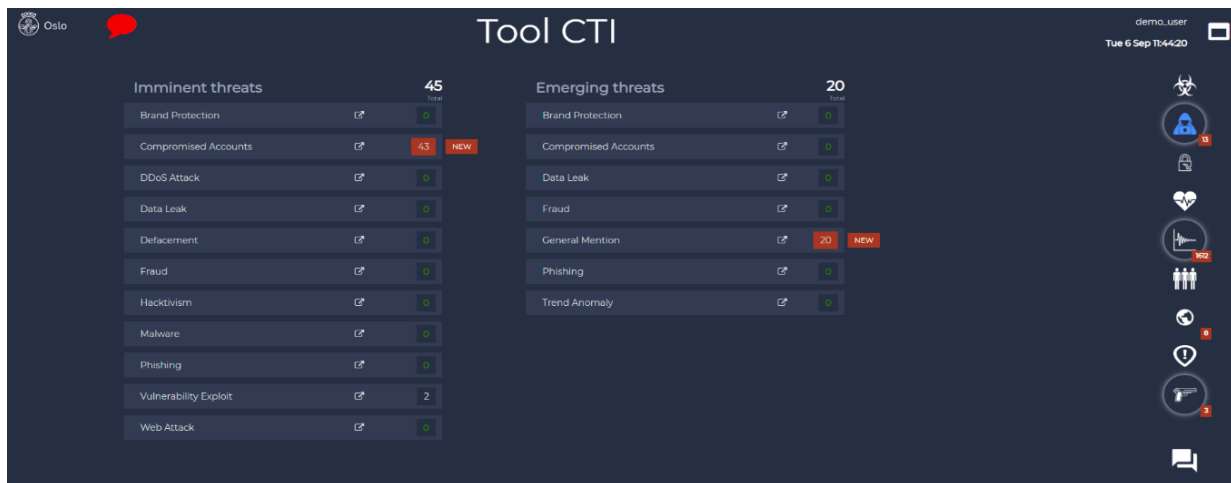 Oslo
Tool CTI
demo_user
Tue 6 Sep 11:44:20
Imminent threats 45
Total
Brand Protection 0
Compromised Accounts 43 NEW
DDoS Attack 0
Data Leak 0
Defacement 0
Fraud 0
Hacktivism 0
Malware 0
Phishing 0
Vulnerability Exploit 2
Web Attack 0
Emerging threats 20
Total
Brand Protection 0
Compromised Accounts 0
Data Leak 0
Fraud 0
General Mention 20 NEW
Phishing 0
Trend Anomaly 0
13
1612
6
3